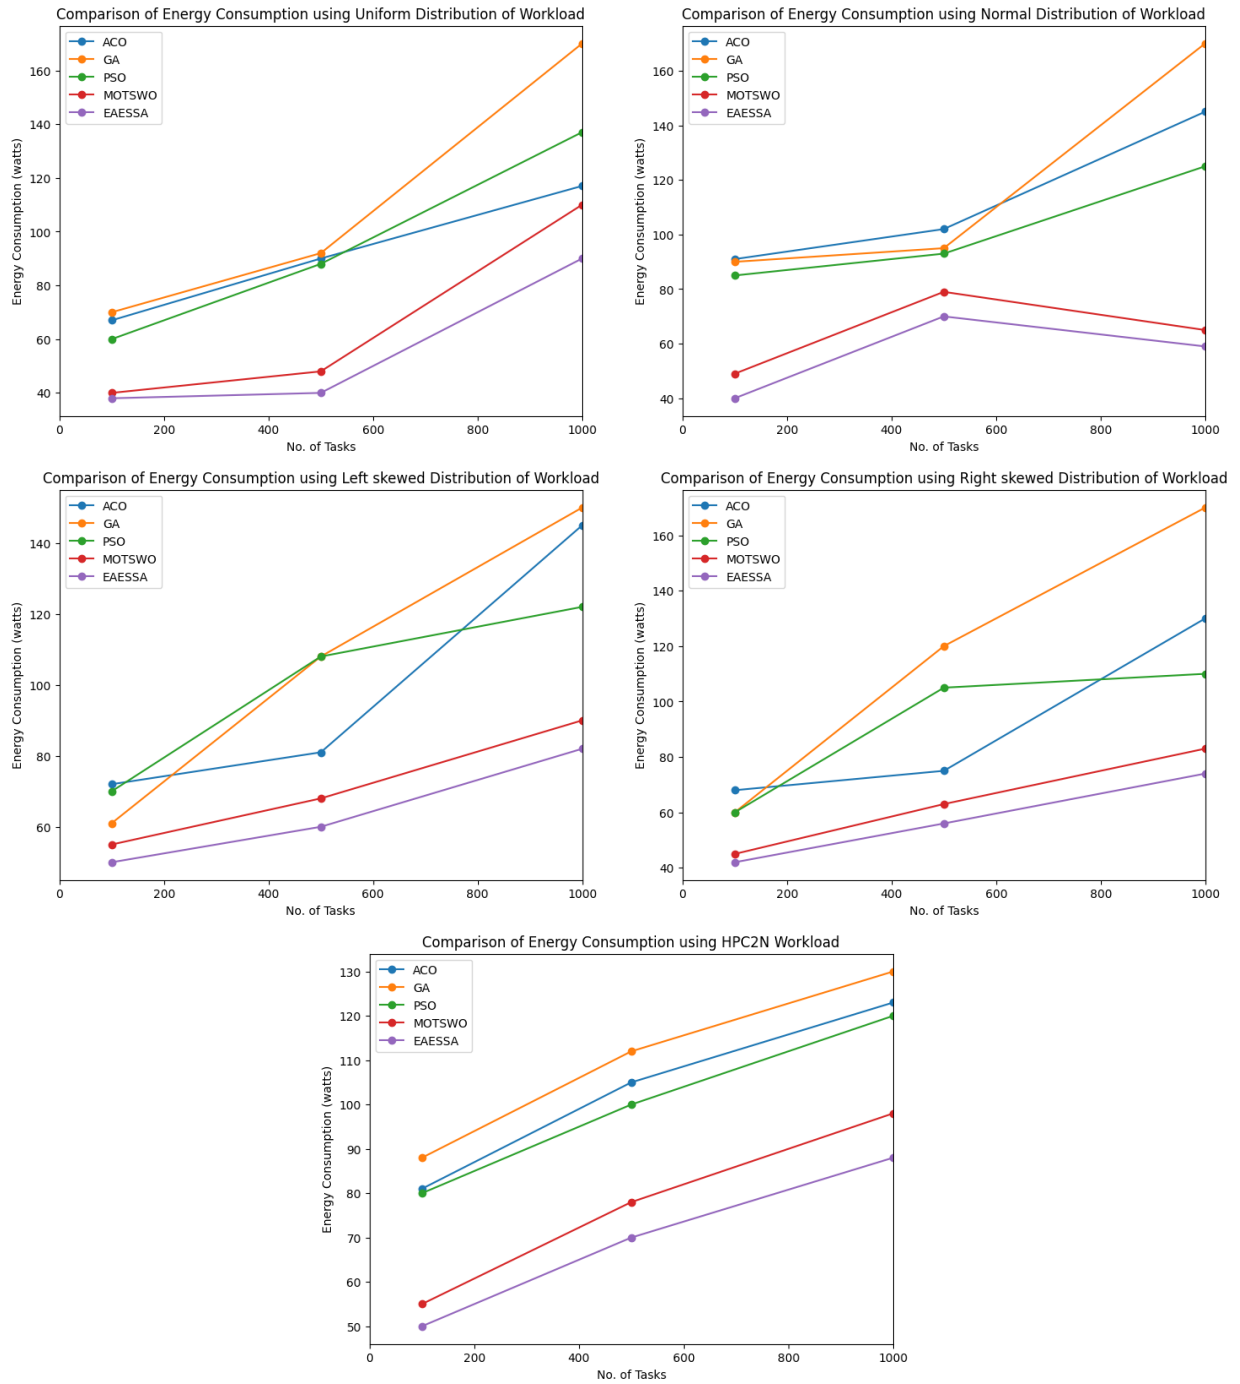 Comparison of Energy Consumption using Uniform Distribution of Workload
ACO
GA
PSO
MOTSWO
EAESSA
Energy Consumption (watts)
160
140
120
100
80
60
40
0 200 400 600 800 1000
No. of Tasks
Comparison of Energy Consumption using Normal Distribution of Workload
ACO
GA
PSO
MOTSWO
EAESSA
Energy Consumption (watts)
160
140
120
100
80
60
40
0 200 400 600 800 1000
No. of Tasks
Comparison of Energy Consumption using Left skewed Distribution of Workload
ACO
GA
PSO
MOTSWO
EAESSA
Energy Consumption (watts)
140
120
100
80
60
0 200 400 600 800 1000
No. of Tasks
Comparison of Energy Consumption using Right skewed Distribution of Workload
ACO
GA
PSO
MOTSWO
EAESSA
Energy Consumption (watts)
160
140
120
100
80
60
40
0 200 400 600 800 1000
No. of Tasks
Comparison of Energy Consumption using HPC2N Workload
ACO
GA
PSO
MOTSWO
EAESSA
Energy Consumption (watts)
130
120
110
100
90
80
70
60
50
0 200 400 600 800 1000
No. of Tasks